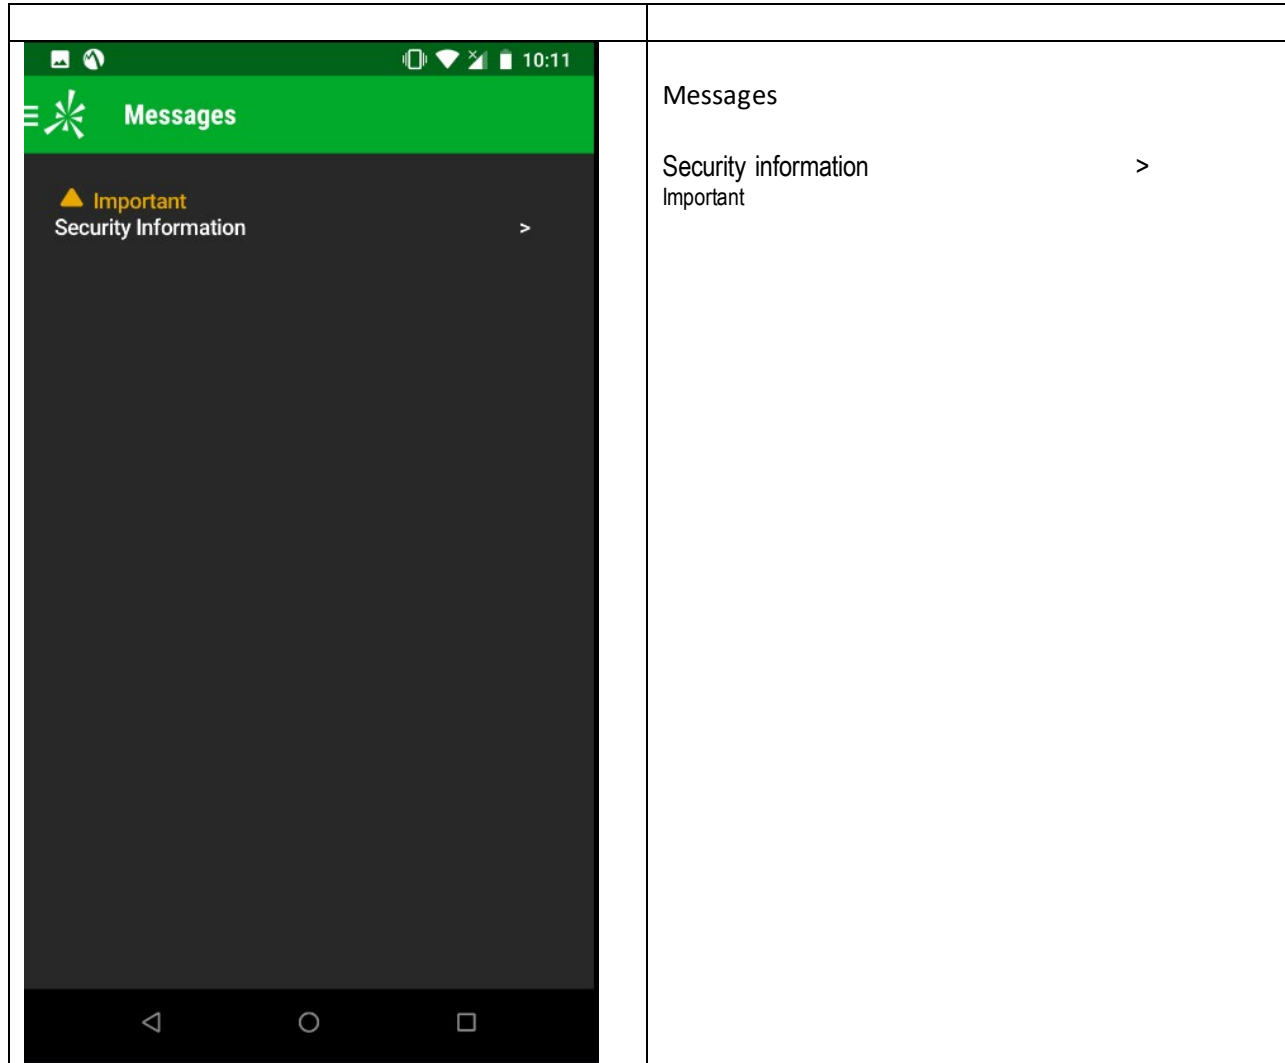 10:11
Messages
Important
Security Information >
Messages
Security information >
Important